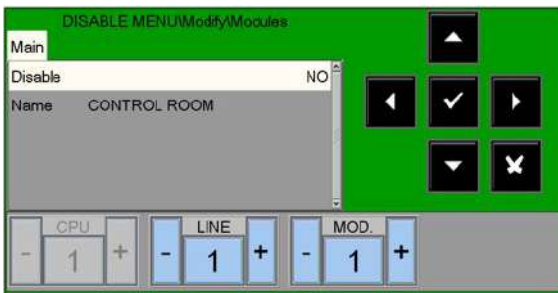 DISABLE MENU\Modify\Modules
Main
Disable NO
Name CONTROL ROOM
CPU LINE MOD.
- 1 + - 1 + - 1 +